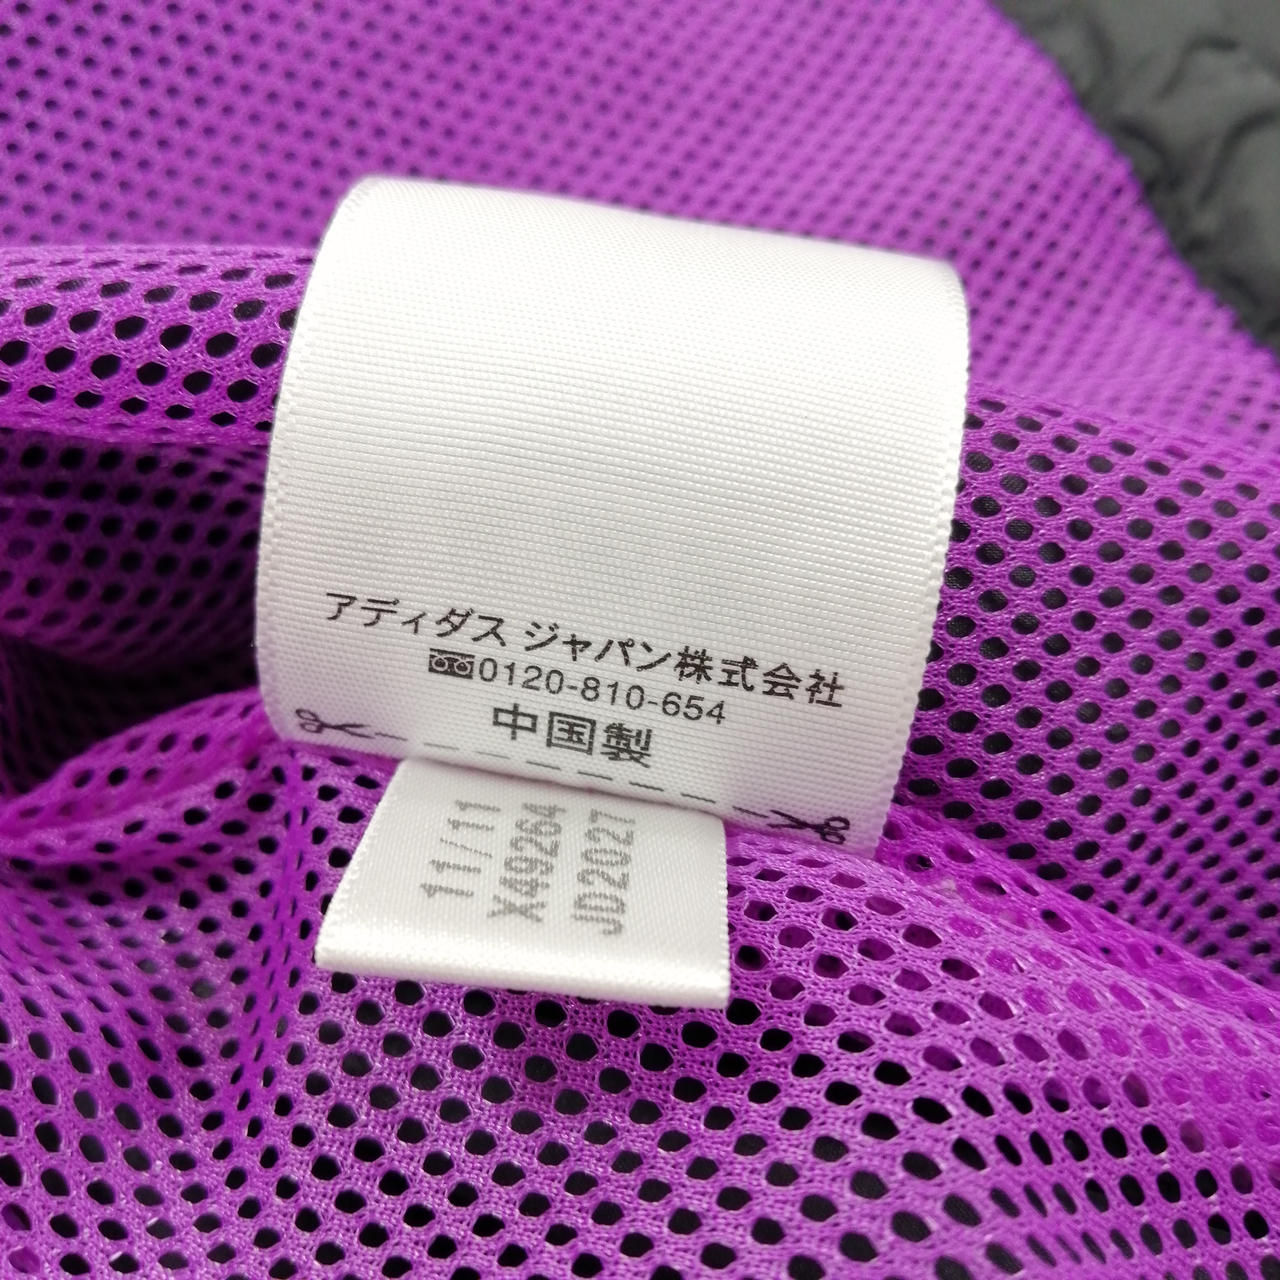 アディダス ジャパン株式会社
0120-810-654
中国製
11/11
X49264
JD2027